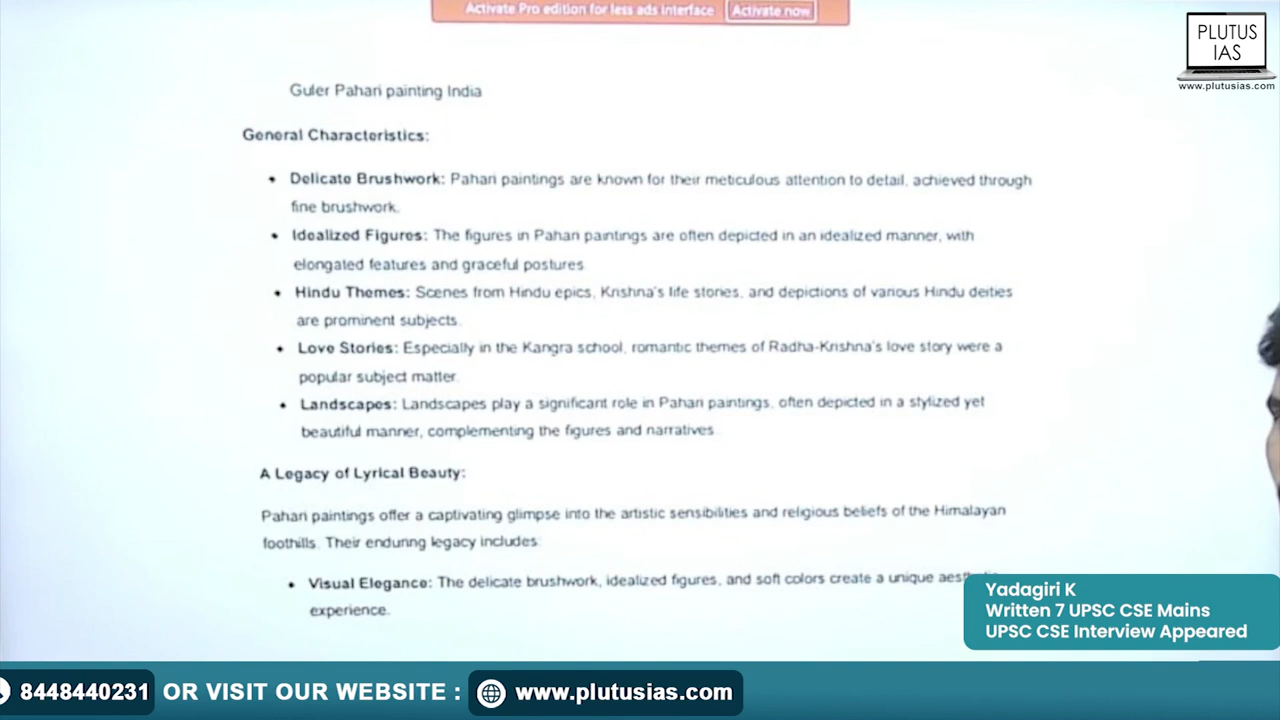 Activate Pro edition for less ads interface Activate now
PLUTUS
IAS
www.plutusias.com
Guler Pahari painting India
General Characteristics:
• Delicate Brushwork: Pahari paintings are known for their meticulous attention to detail, achieved through
fine brushwork.
• Idealized Figures: The figures in Pahari paintings are often depicted in an idealized manner, with
elongated features and graceful postures.
• Hindu Themes: Scenes from Hindu epics, Krishna's life stories, and depictions of various Hindu deities
are prominent subjects.
• Love Stories: Especially in the Kangra school, romantic themes of Radha-Krishna's love story were a
popular subject matter.
• Landscapes: Landscapes play a significant role in Pahari paintings, often depicted in a stylized yet
beautiful manner, complementing the figures and narratives.
A Legacy of Lyrical Beauty:
Pahari paintings offer a captivating glimpse into the artistic sensibilities and religious beliefs of the Himalayan
foothills. Their enduring legacy includes:
• Visual Elegance: The delicate brushwork, idealized figures, and soft colors create a unique
experience.
Yadagiri K
Written 7 UPSC CSE Mains
UPSC CSE Interview Appeared
8448440231 OR VISIT OUR WEBSITE : www.plutusias.com